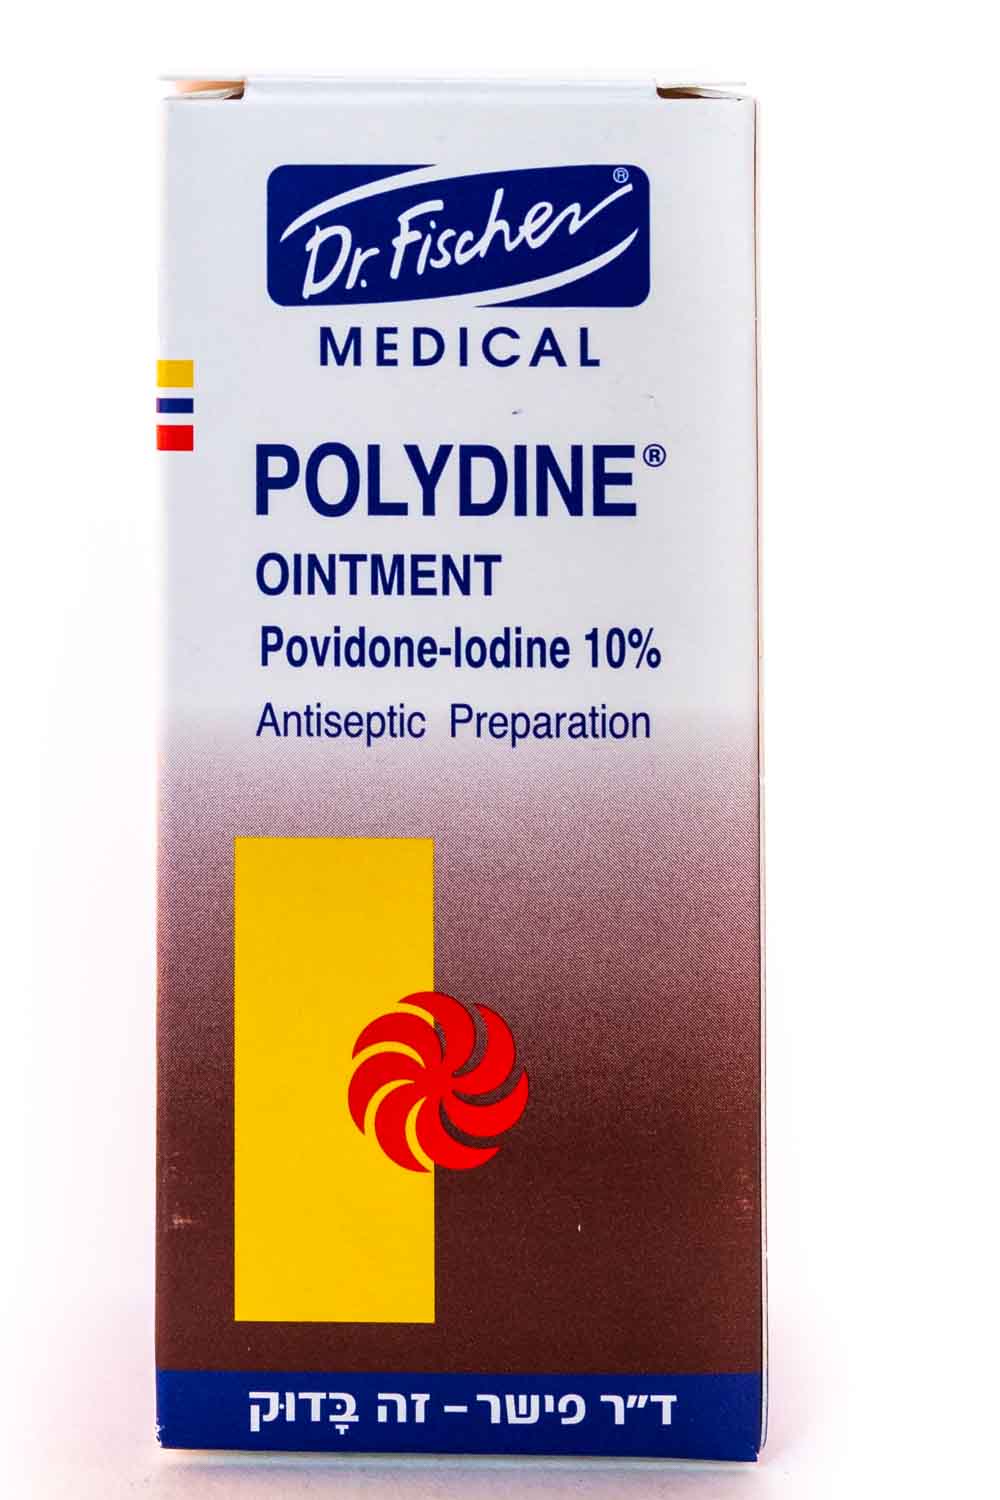 Dr. Fischer®
MEDICAL
POLYDINE®
OINTMENT
Povidone-Iodine 10%
Antiseptic Preparation
ד"ר פישר – זה בָּדוּק